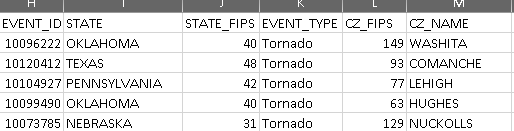 H I J K L M
EVENT_ID STATE STATE_FIPS EVENT_TYPE CZ_FIPS CZ_NAME
10096222 OKLAHOMA 40 Tornado 149 WASHITA
10120412 TEXAS 48 Tornado 93 COMANCHE
10104927 PENNSYLVANIA 42 Tornado 77 LEHIGH
10099490 OKLAHOMA 40 Tornado 63 HUGHES
10073785 NEBRASKA 31 Tornado 129 NUCKOLLS